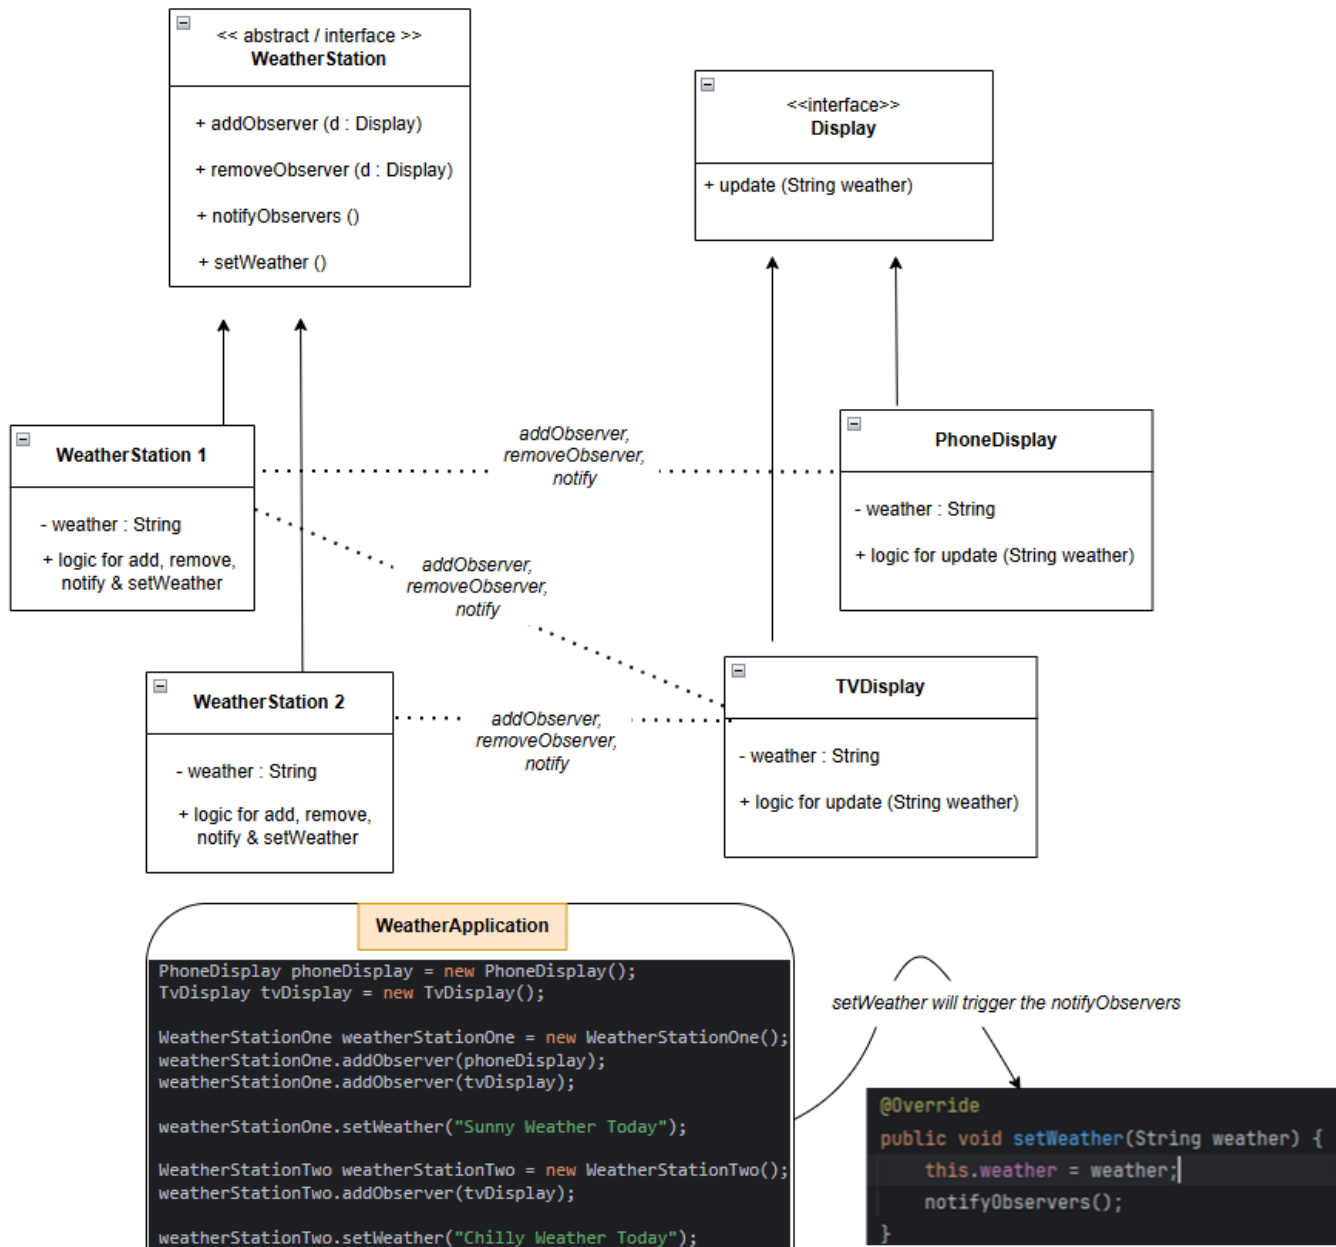 << abstract / interface >>
WeatherStation
+ addObserver (d : Display)
+ removeObserver (d : Display)
+ notifyObservers ()
+ setWeather ()
<<interface>>
Display
+ update (String weather)
WeatherStation 1
- weather : String
+ logic for add, remove,
notify & setWeather
addObserver,
removeObserver,
notify
PhoneDisplay
- weather : String
+ logic for update (String weather)
addObserver,
removeObserver,
notify
WeatherStation 2
- weather : String
+ logic for add, remove,
notify & setWeather
addObserver,
removeObserver,
notify
TVDisplay
- weather : String
+ logic for update (String weather)
WeatherApplication
PhoneDisplay phoneDisplay = new PhoneDisplay();
TvDisplay tvDisplay = new TvDisplay();
WeatherStationOne weatherStationOne = new WeatherStationOne();
weatherStationOne.addObserver(phoneDisplay);
weatherStationOne.addObserver(tvDisplay);
weatherStationOne.setWeather("Sunny Weather Today");
WeatherStationTwo weatherStationTwo = new WeatherStationTwo();
weatherStationTwo.addObserver(tvDisplay);
weatherStationTwo.setWeather("Chilly Weather Today");
setWeather will trigger the notifyObservers
@Override
public void setWeather(String weather) {
this.weather = weather;
notifyObservers();
}